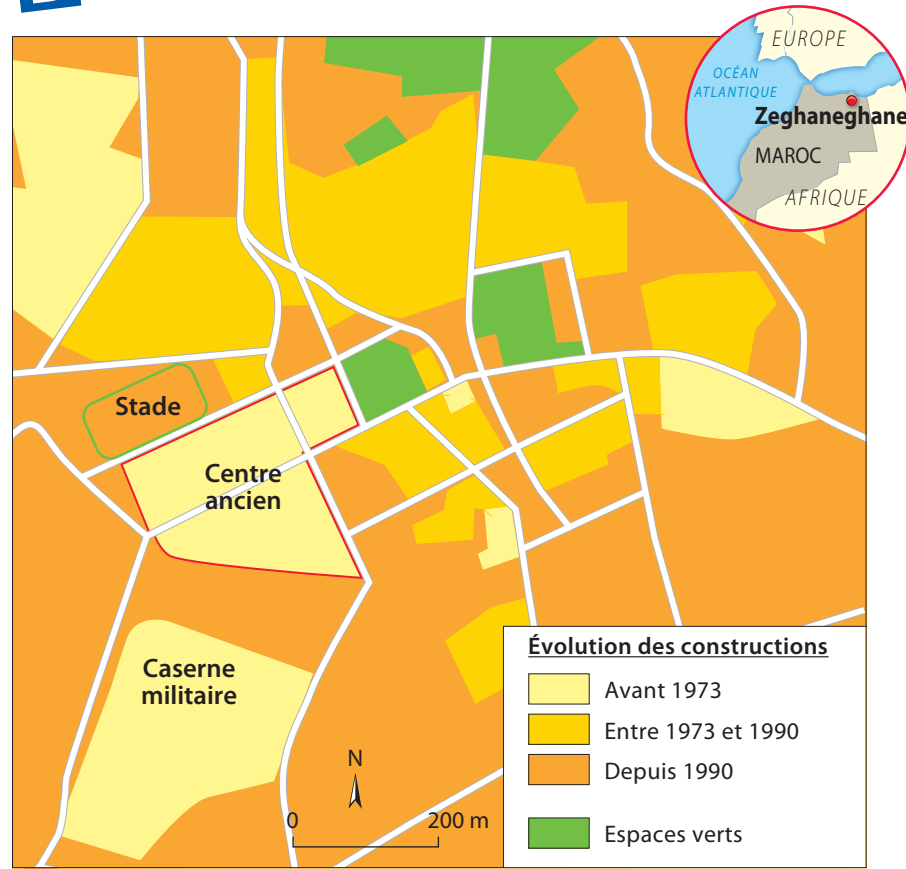 EUROPE
OCÉAN
ATLANTIQUE
Zeghaneghane
MAROC
AFRIQUE
Stade
Centre
ancien
Caserne
militaire
N
0 200 m
Évolution des constructions
Avant 1973
Entre 1973 et 1990
Depuis 1990
Espaces verts